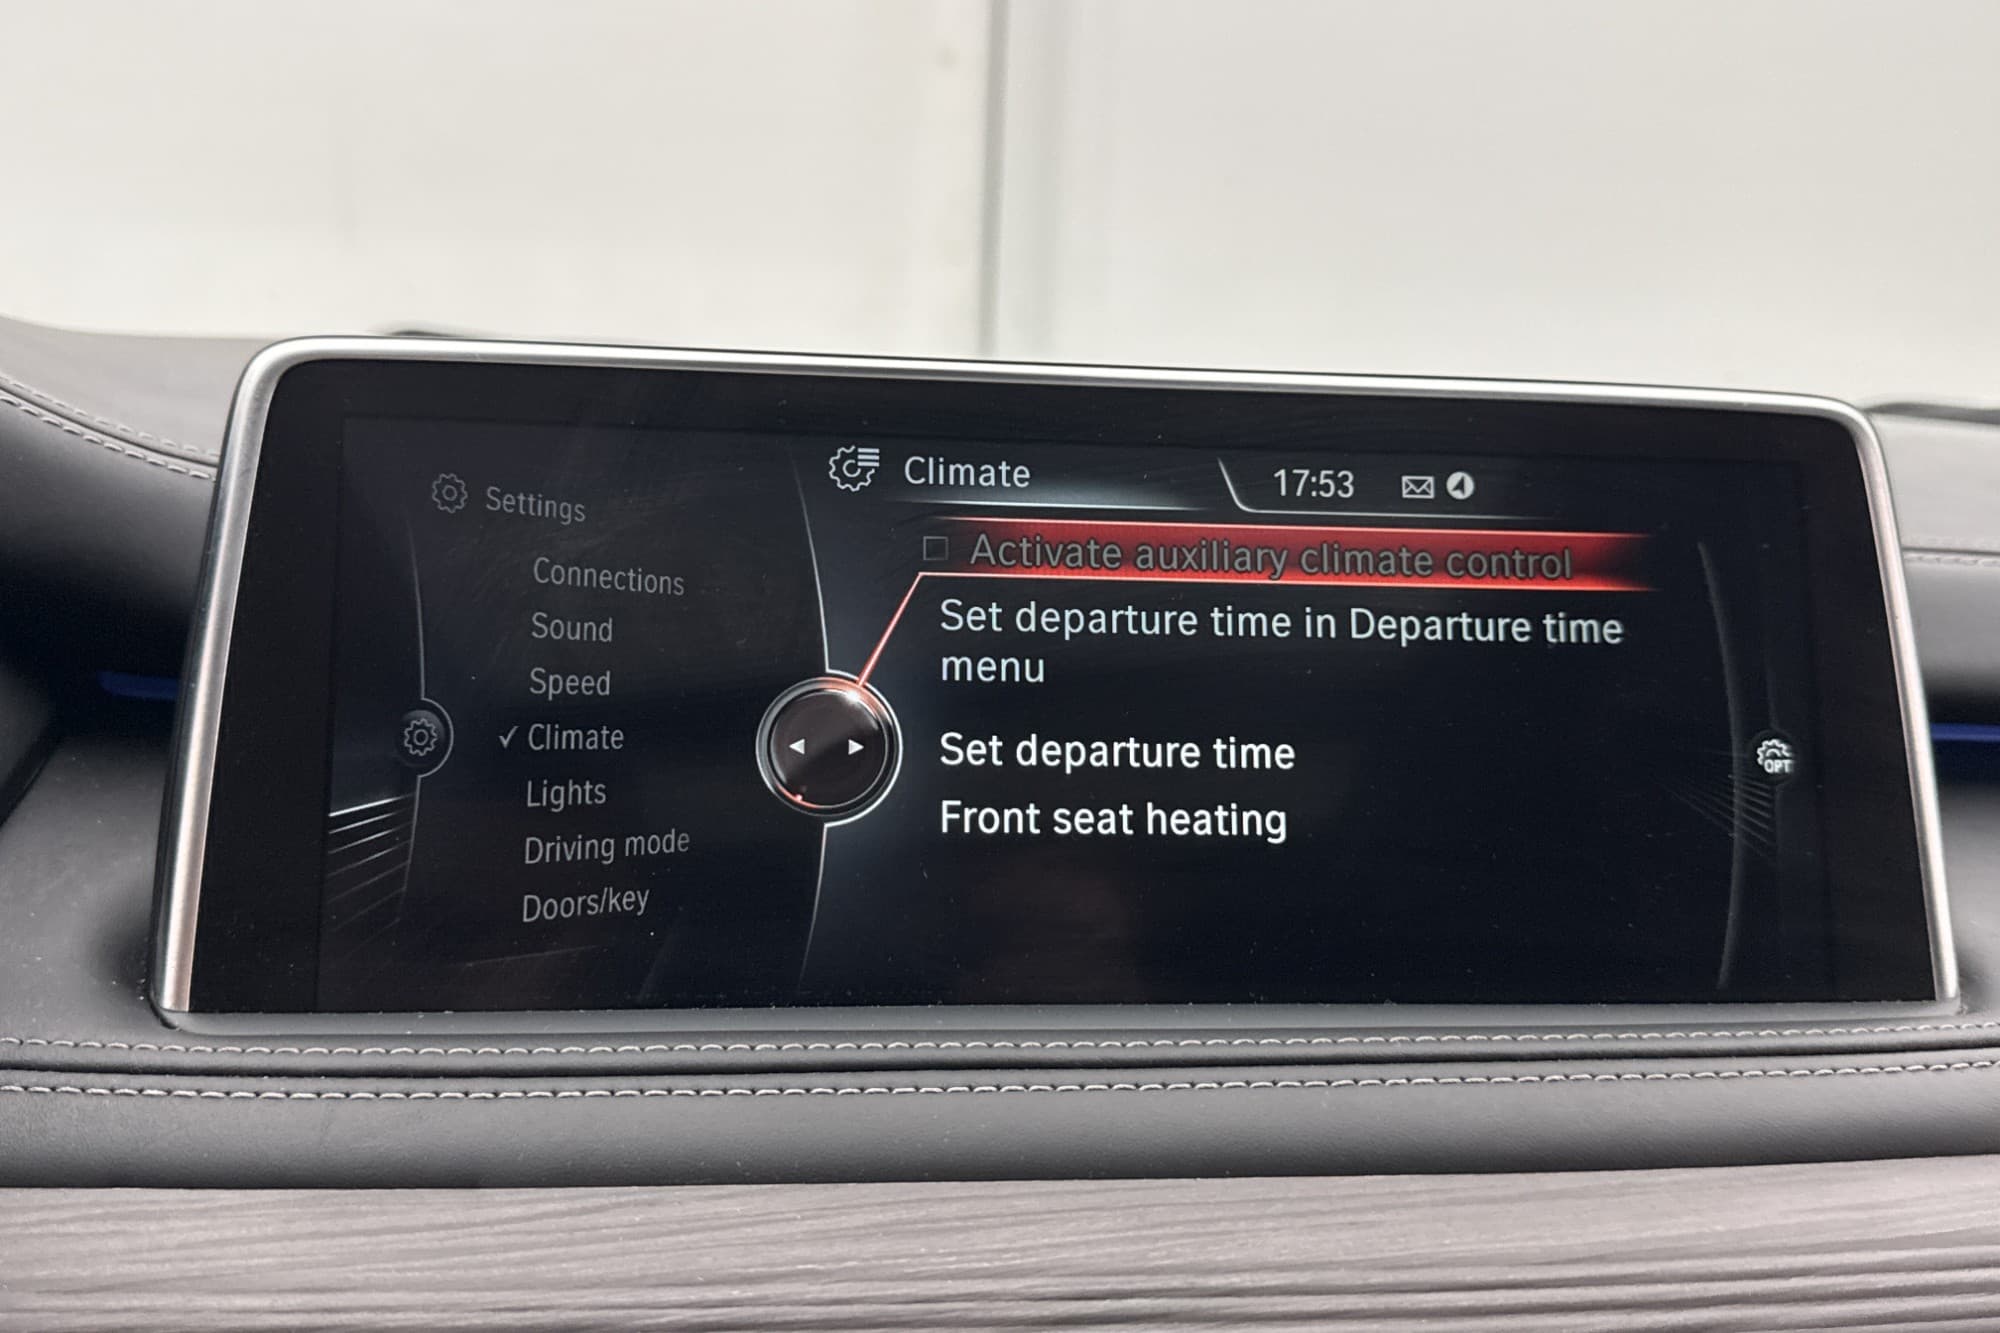 Settings
Connections
Sound
Speed
✓ Climate
Lights
Driving mode
Doors/key
Climate
17:53
Activate auxiliary climate control
Set departure time in Departure time
menu
Set departure time
Front seat heating
OPT